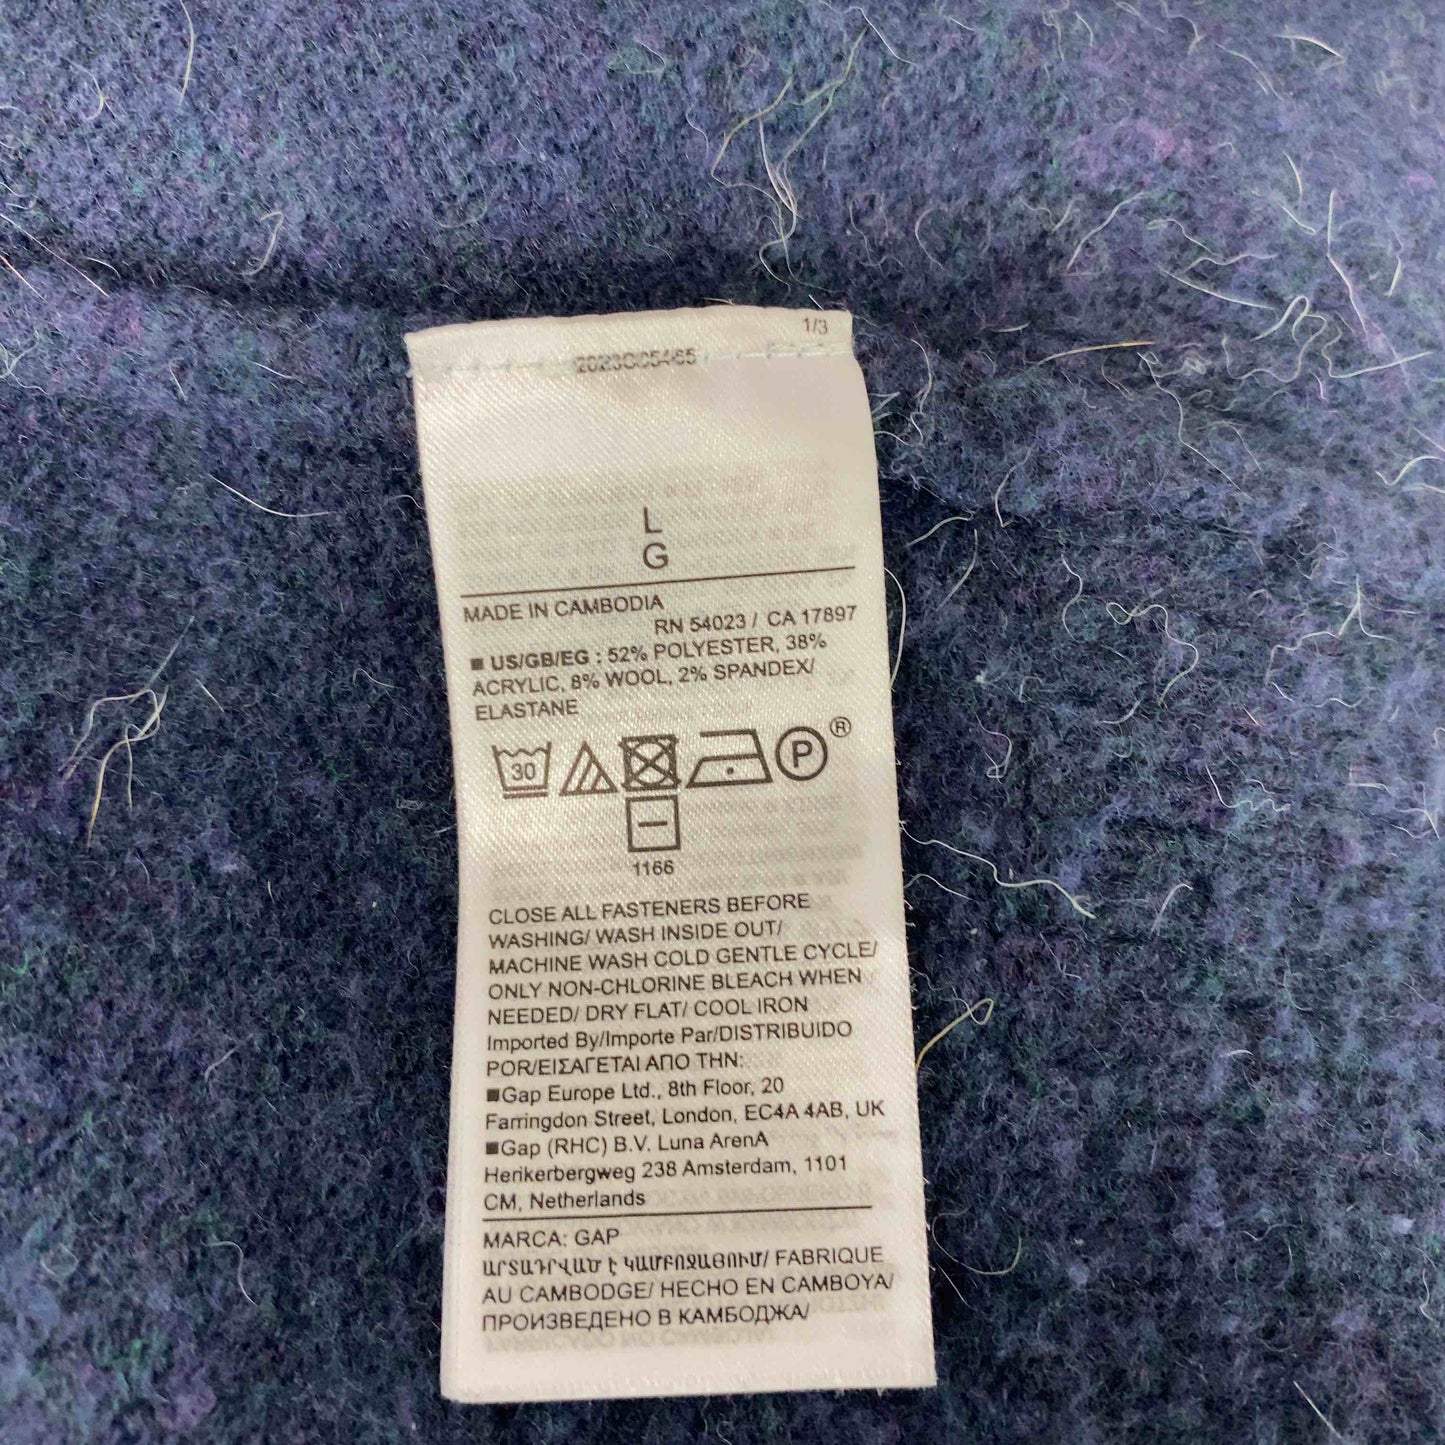 1/3
L
G
MADE IN CAMBODIA
RN 54023 / CA 17897
■ US/GB/EG : 52% POLYESTER, 38%
ACRYLIC, 8% WOOL, 2% SPANDEX/
ELASTANE
30 P ®
1166
CLOSE ALL FASTENERS BEFORE
WASHING/ WASH INSIDE OUT/
MACHINE WASH COLD GENTLE CYCLE/
ONLY NON-CHLORINE BLEACH WHEN
NEEDED/ DRY FLAT/ COOL IRON
Imported By/Importe Par/DISTRIBUIDO
POR/ΕΙΣΑΓΕΤΑΙ ΑΠΟ ΤΗΝ:
■Gap Europe Ltd., 8th Floor, 20
Farringdon Street, London, EC4A 4AB, UK
■Gap (RHC) B.V. Luna ArenA
Herikerbergweg 238 Amsterdam, 1101
CM, Netherlands
MARCA: GAP
ԱՐՏԱԴՐՎԱԾ Է ԿԱՄԲՈՋԱՅՈՒՄ/ FABRIQUE
AU CAMBODGE/ HECHO EN CAMBOYA/
ПРОИЗВЕДЕНО В КАМБОДЖА/